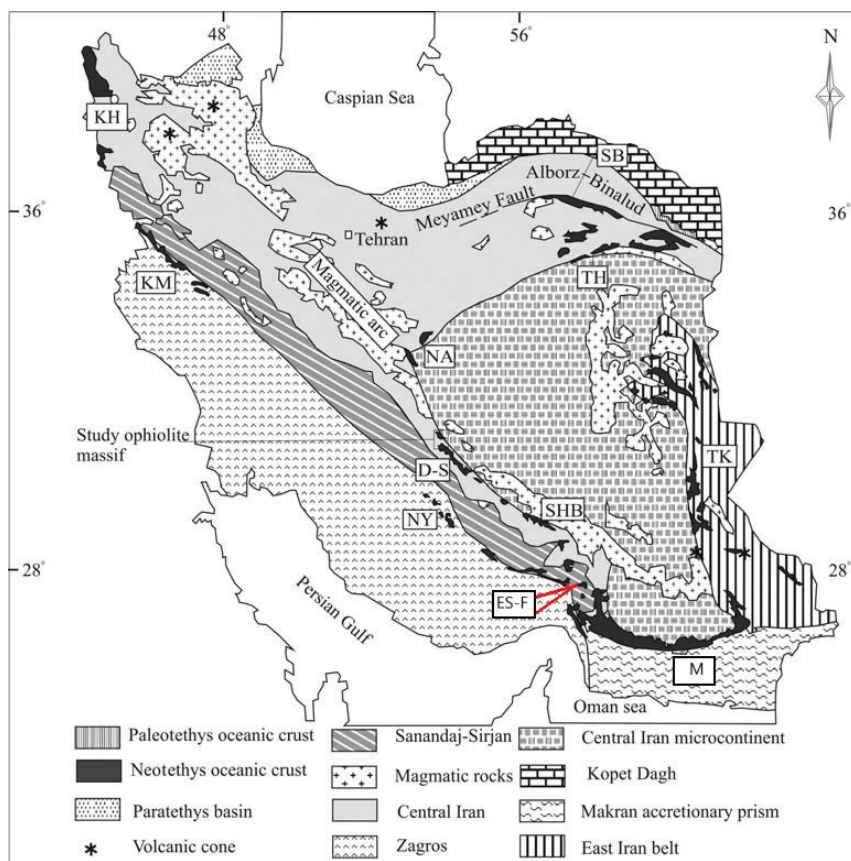 48°
56°
N
Caspian Sea
KH
SB
Alborz
Binalud
36°
Meyamey Fault
36°
Tehran
KM
Magmatic arc
TH
NA
Study ophiolite
massif
D-S
TK
NY
SHB
28°
28°
ES-F
Persian Gulf
M
Oman sea
Paleotethys oceanic crust
Sanandaj-Sirjan
Central Iran microcontinent
Neotethys oceanic crust
Magmatic rocks
Kopet Dagh
Paratethys basin
Central Iran
Makran accretionary prism
Volcanic cone
Zagros
East Iran belt